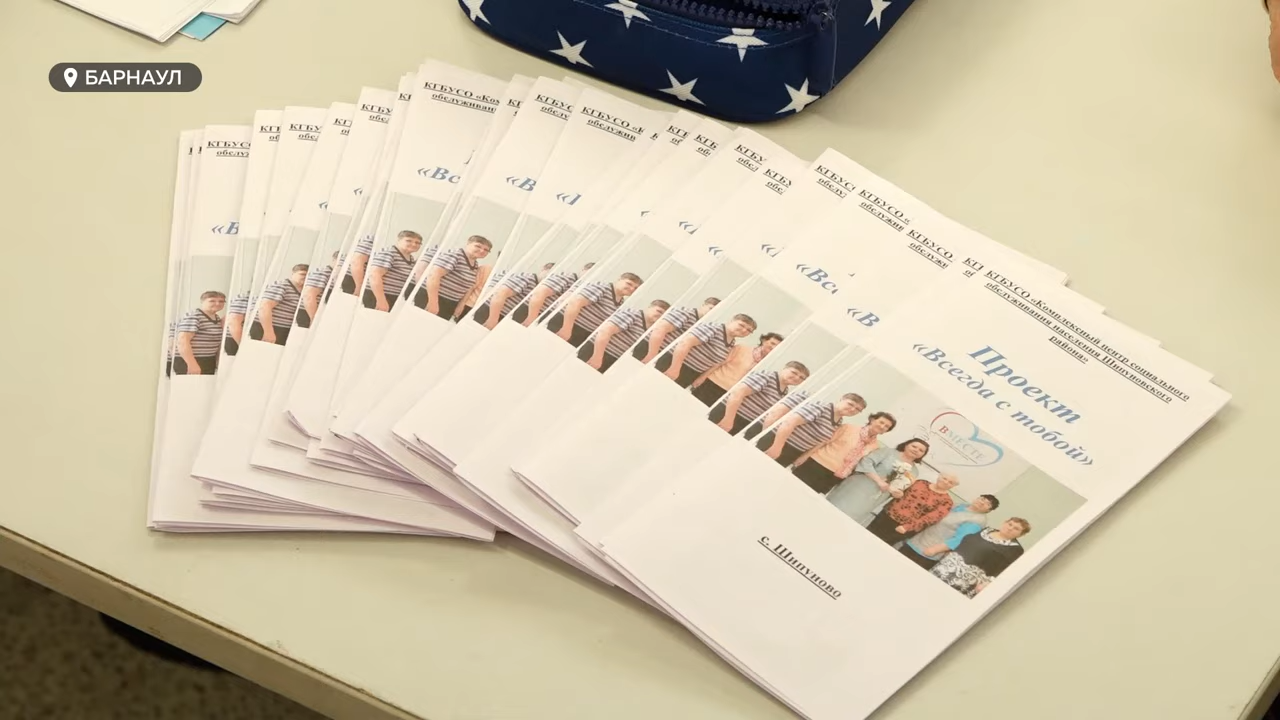 БАРНАУЛ
КГБУСО «Комплексный центр социального
обслуживания населения Шипуновского
района»
Проект
«Всегда с тобой»
ВМЕСТЕ
с. Шипуново